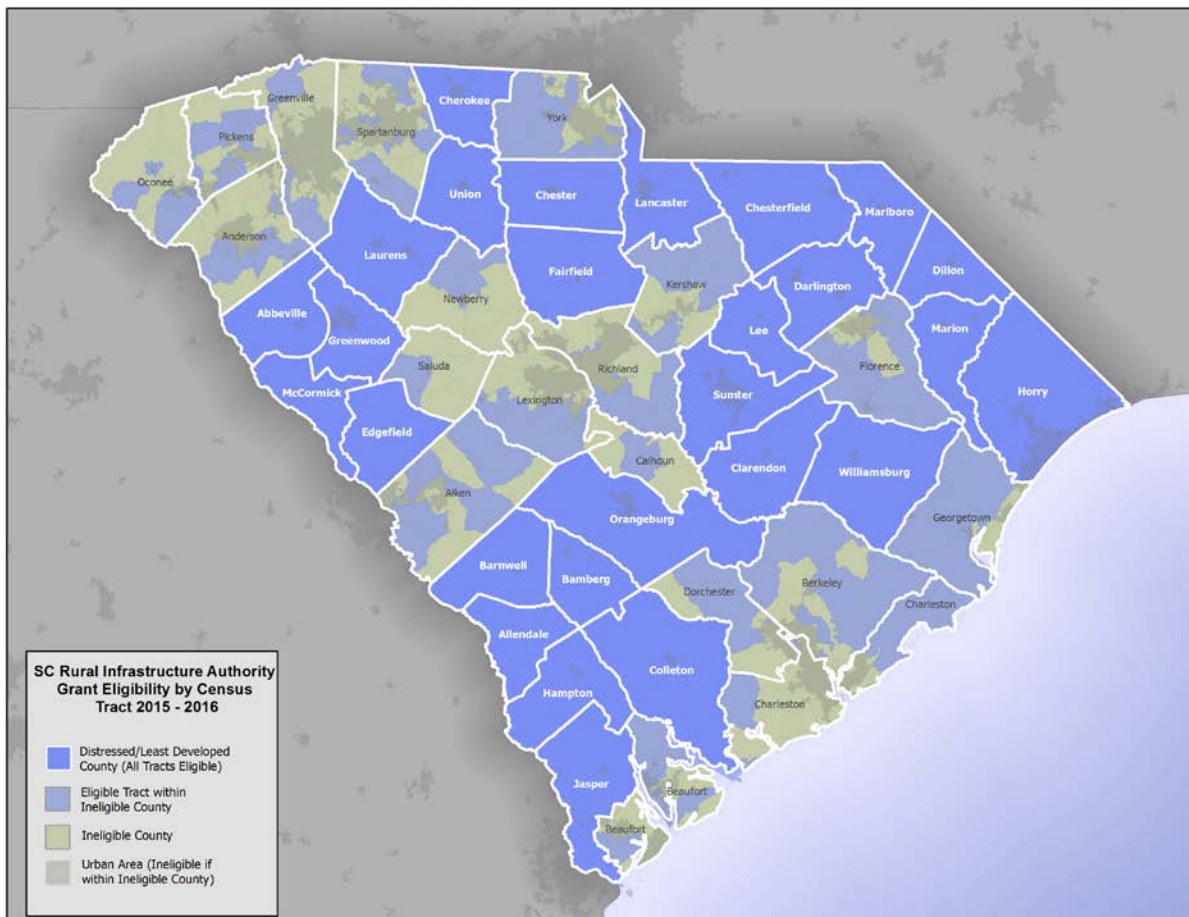 Greenville
Cherokee
York
Pickens
Spartanburg
Oconee
Union
Chester
Lancaster
Chesterfield
Marlboro
Anderson
Laurens
Fairfield
Dillon
Kershaw
Darlington
Newberry
Abbeville
Lee
Marion
Greenwood
Saluda
Richland
Florence
McCormick
Lexington
Sumter
Horry
Edgefield
Calhoun
Clarendon
Williamsburg
Aiken
Orangeburg
Georgetown
Barnwell
Bamberg
Berkeley
Dorchester
Charleston
Allendale
Colleton
Hampton
Charleston
Jasper
Beaufort
Beaufort
SC Rural Infrastructure Authority
Grant Eligibility by Census
Tract 2015 - 2016
Distressed/Least Developed
County (All Tracts Eligible)
Eligible Tract within
Ineligible County
Ineligible County
Urban Area (Ineligible if
within Ineligible County)